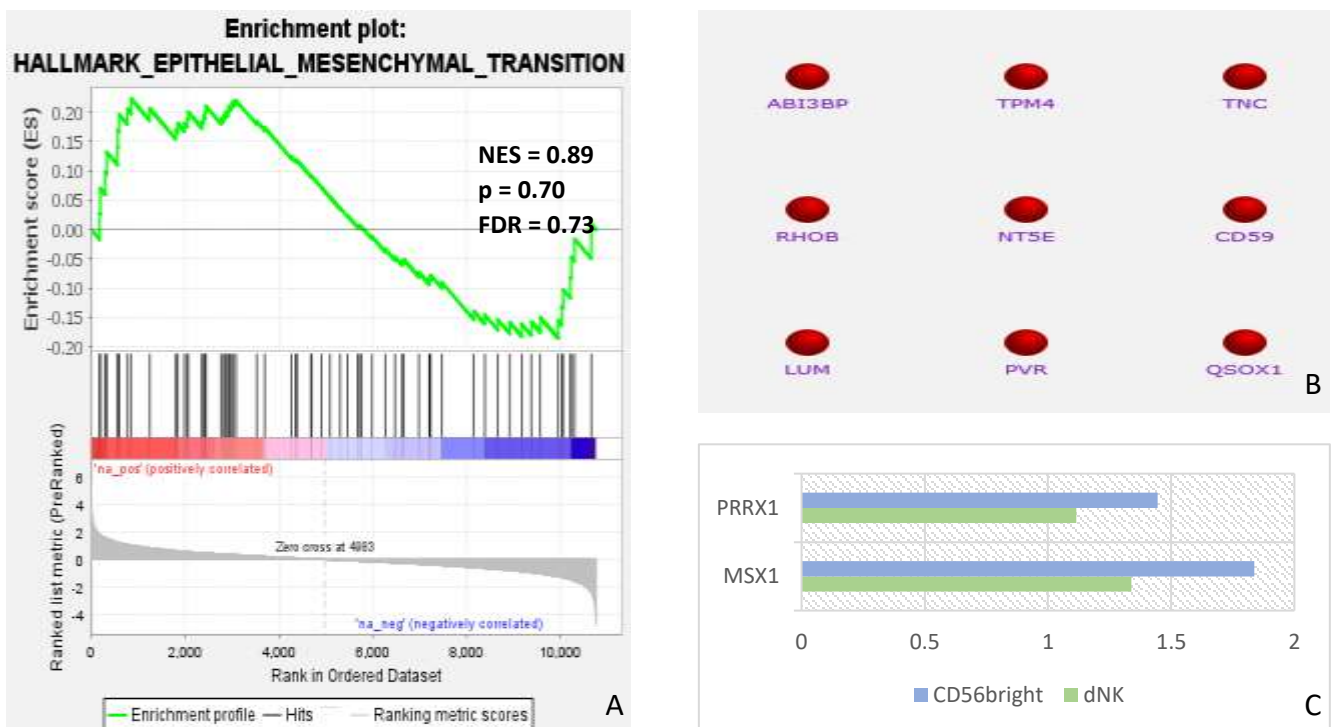 Enrichment plot:
HALLMARK_EPITHELIAL_MESENCHYMAL_TRANSITION
Enrichment score (ES)
0.20
0.15
0.10
0.05
0.00
-0.05
-0.10
-0.15
-0.20
NES = 0.89
p = 0.70
FDR = 0.73
'na_pos' (positively correlated)
Ranked list metric (PreRanked)
6
4
2
0
-2
-4
Zero cross at 4983
'na_neg' (negatively correlated)
0 2,000 4,000 6,000 8,000 10,000
Rank in Ordered Dataset
Enrichment profile Hits Ranking metric scores
A
ABI3BP TPM4 TNC
RHOB NT5E CD59
LUM PVR QSOX1
B
PRRX1
MSX1
0 0.5 1 1.5 2
CD56bright dNK
C